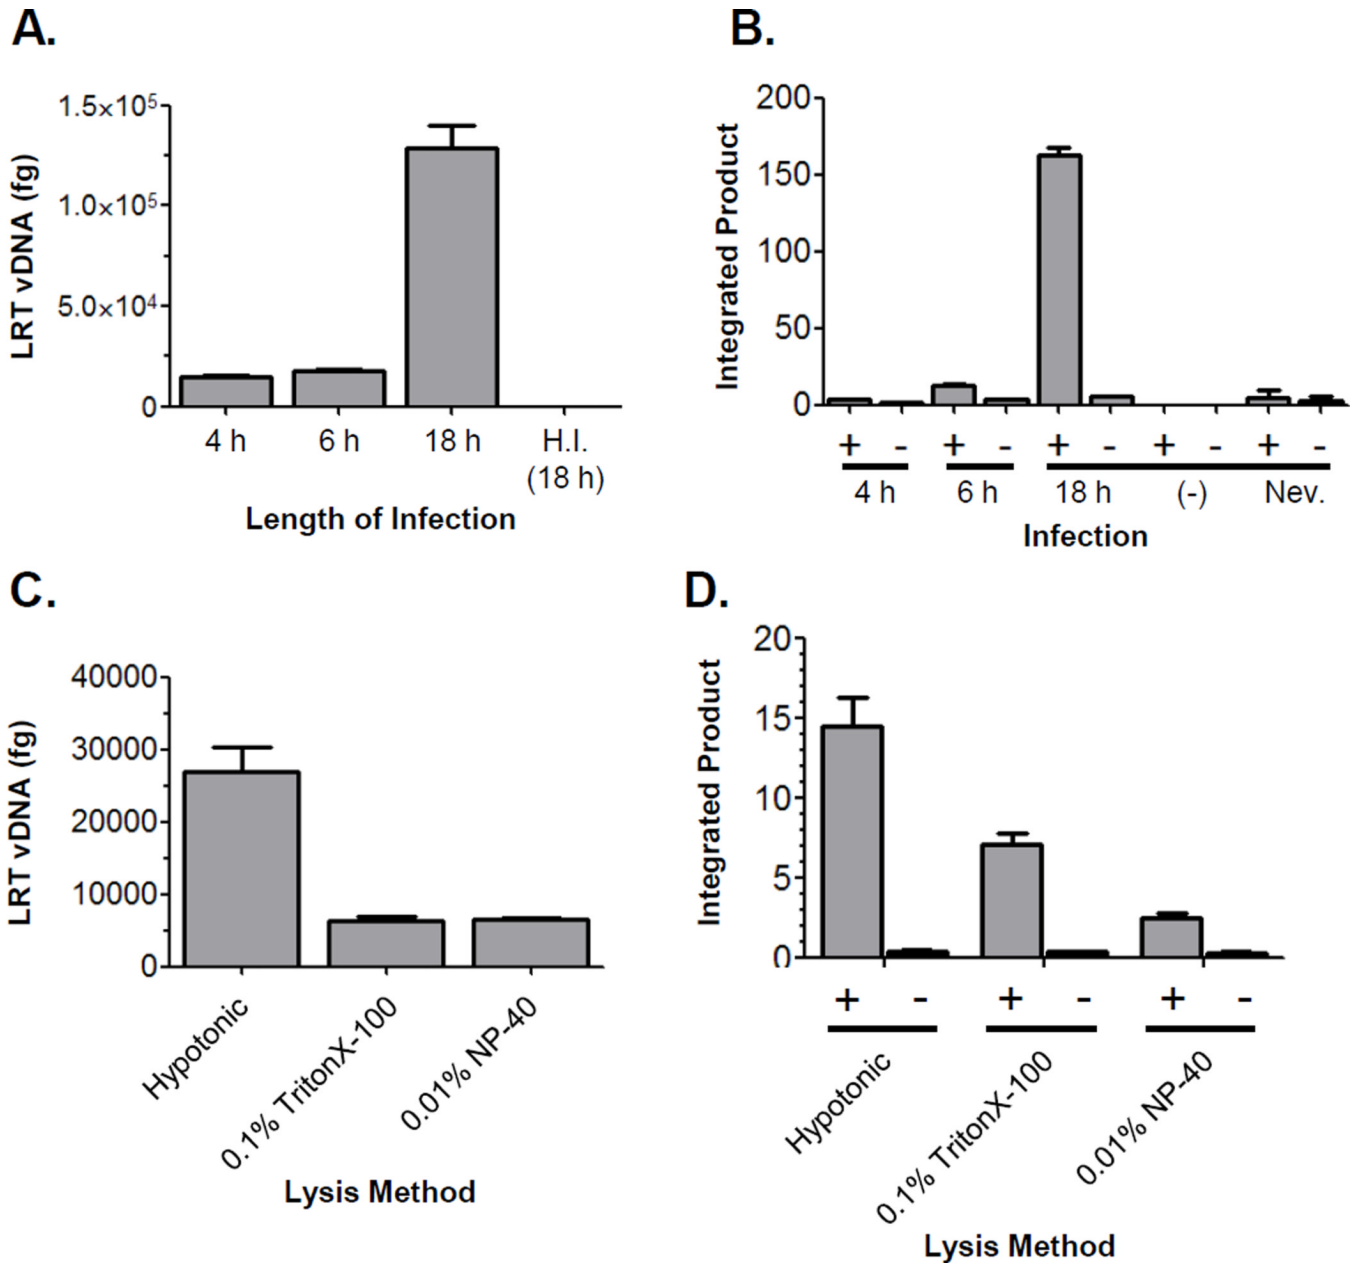 A.
LRT vDNA (fg)
1.5×10⁵
1.0×10⁵
5.0×10⁴
0
4 h 6 h 18 h H.I.
(18 h)
Length of Infection
B.
Integrated Product
200
150
100
50
0
+ - + - + - + - + -
4 h 6 h 18 h (-) Nev.
Infection
C.
LRT vDNA (fg)
40000
30000
20000
10000
0
Hypotonic
0.1% TritonX-100
0.01% NP-40
Lysis Method
D.
Integrated Product
20
15
10
5
0
+ - + - + -
Hypotonic
0.1% TritonX-100
0.01% NP-40
Lysis Method